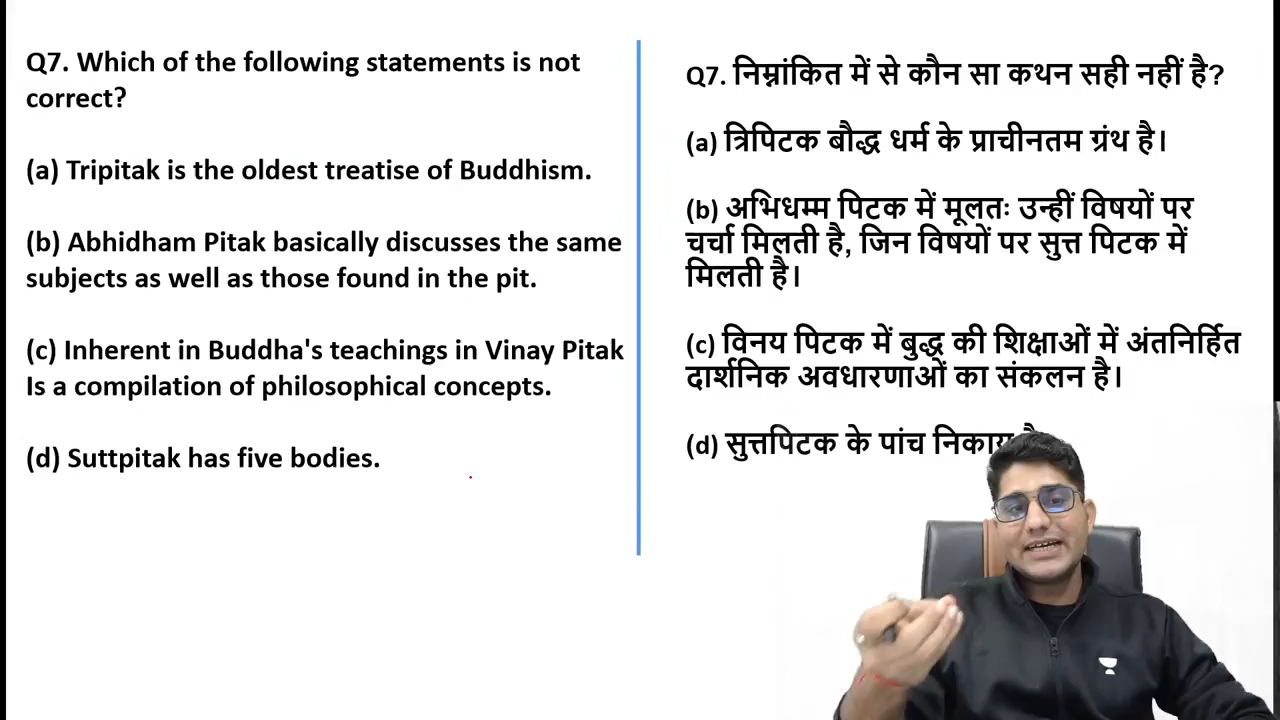 Q7. Which of the following statements is not
correct?
(a) Tripitak is the oldest treatise of Buddhism.
(b) Abhidham Pitak basically discusses the same
subjects as well as those found in the pit.
(c) Inherent in Buddha's teachings in Vinay Pitak
Is a compilation of philosophical concepts.
(d) Suttpitak has five bodies.
Q7. निम्नांकित में से कौन सा कथन सही नहीं है?
(a) त्रिपिटक बौद्ध धर्म के प्राचीनतम ग्रंथ है।
(b) अभिधम्म पिटक में मूलतः उन्हीं विषयों पर
चर्चा मिलती है, जिन विषयों पर सुत्त पिटक में
मिलती है।
(c) विनय पिटक में बुद्ध की शिक्षाओं में अंतनिर्हित
दार्शनिक अवधारणाओं का संकलन है।
(d) सुत्तपिटक के पांच निकाय